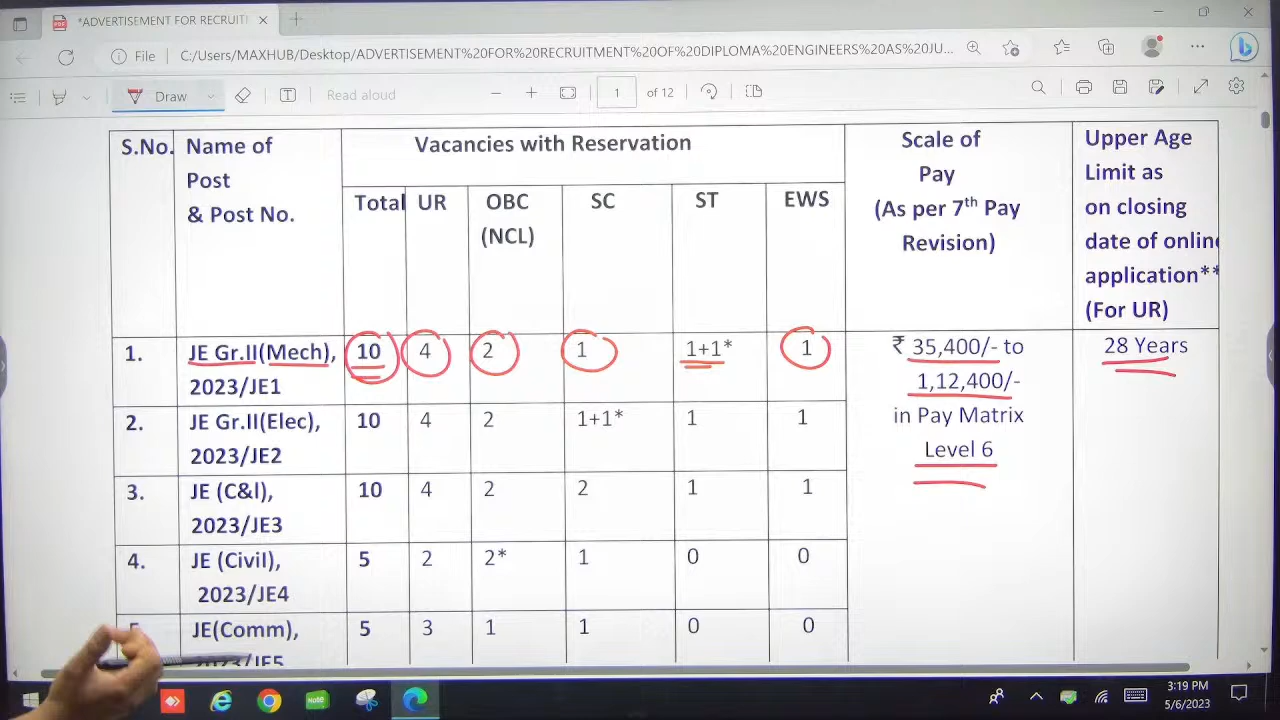 *ADVERTISEMENT FOR RECRUIT
File C:/Users/MAXHUB/Desktop/ADVERTISEMENT%20FOR%20RECRUITMENT%20OF%20DIPLOMA%20ENGINEERS%20AS%20JU...
Draw Read aloud 1 of 12
S.No. Name of Post & Post No. Vacancies with Reservation Scale of Pay (As per 7th Pay Revision) Upper Age Limit as on closing date of online application** (For UR)
Total UR OBC (NCL) SC ST EWS
1. JE Gr.II(Mech), 10 4 2 1 1+1* 1 ₹ 35,400/- to 28 Years
2023/JE1 1,12,400/-
2. JE Gr.II(Elec), 10 4 2 1+1* 1 1 in Pay Matrix
2023/JE2 Level 6
3. JE (C&I), 10 4 2 2 1 1
2023/JE3
4. JE (Civil), 5 2 2* 1 0 0
2023/JE4
JE(Comm), 5 3 1 1 0 0
2023/JE5
3:19 PM
5/6/2023